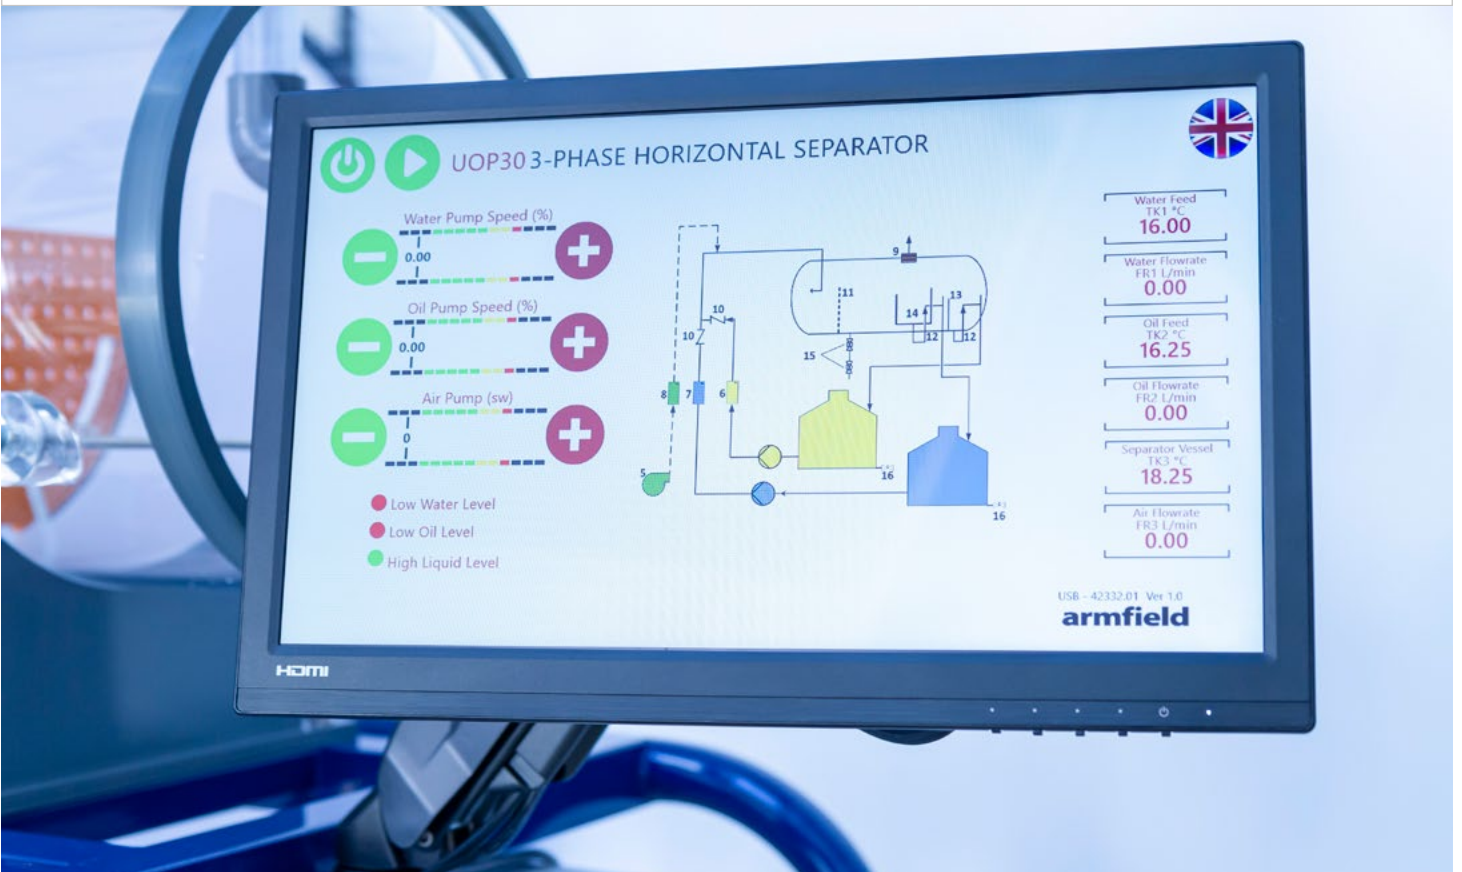 UOP30 3-PHASE HORIZONTAL SEPARATOR
Water Pump Speed (%)
0.00
Oil Pump Speed (%)
0.00
Air Pump (sw)
0
Low Water Level
Low Oil Level
High Liquid Level
9
11
13
14
12
12
10
10
15
8
7
6
5
16
16
Water Feed
TK1 °C
16.00
Water Flowrate
FR1 L/min
0.00
Oil Feed
TK2 °C
16.25
Oil Flowrate
FR2 L/min
0.00
Separator Vessel
TK3 °C
18.25
Air Flowrate
FR3 L/min
0.00
USB - 42332.01 Ver 1.0
armfield
HDMI